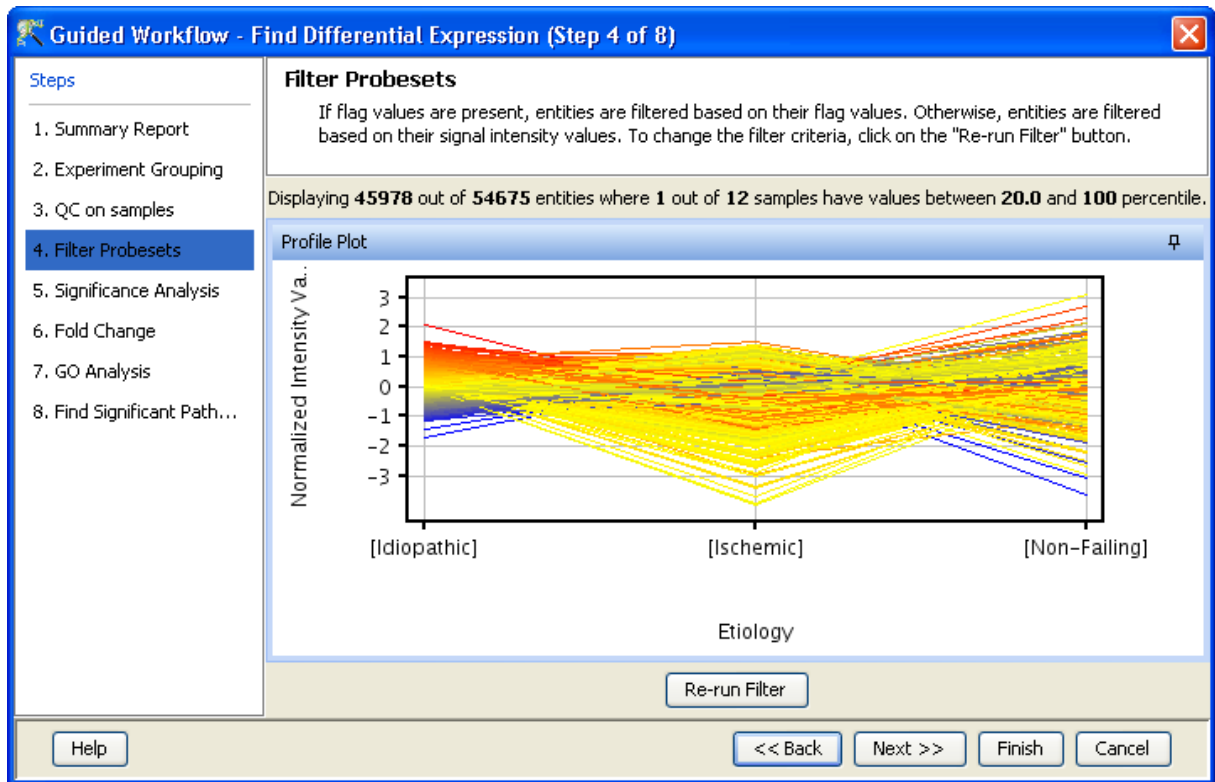 Guided Workflow - Find Differential Expression (Step 4 of 8)
Steps
1. Summary Report
2. Experiment Grouping
3. QC on samples
4. Filter Probesets
5. Significance Analysis
6. Fold Change
7. GO Analysis
8. Find Significant Path...
Filter Probesets
If flag values are present, entities are filtered based on their flag values. Otherwise, entities are filtered
based on their signal intensity values. To change the filter criteria, click on the "Re-run Filter" button.
Displaying 45978 out of 54675 entities where 1 out of 12 samples have values between 20.0 and 100 percentile.
Profile Plot
Normalized Intensity Va..
3
2
1
0
-1
-2
-3
[Idiopathic] [Ischemic] [Non-Failing]
Etiology
Re-run Filter
Help << Back Next >> Finish Cancel